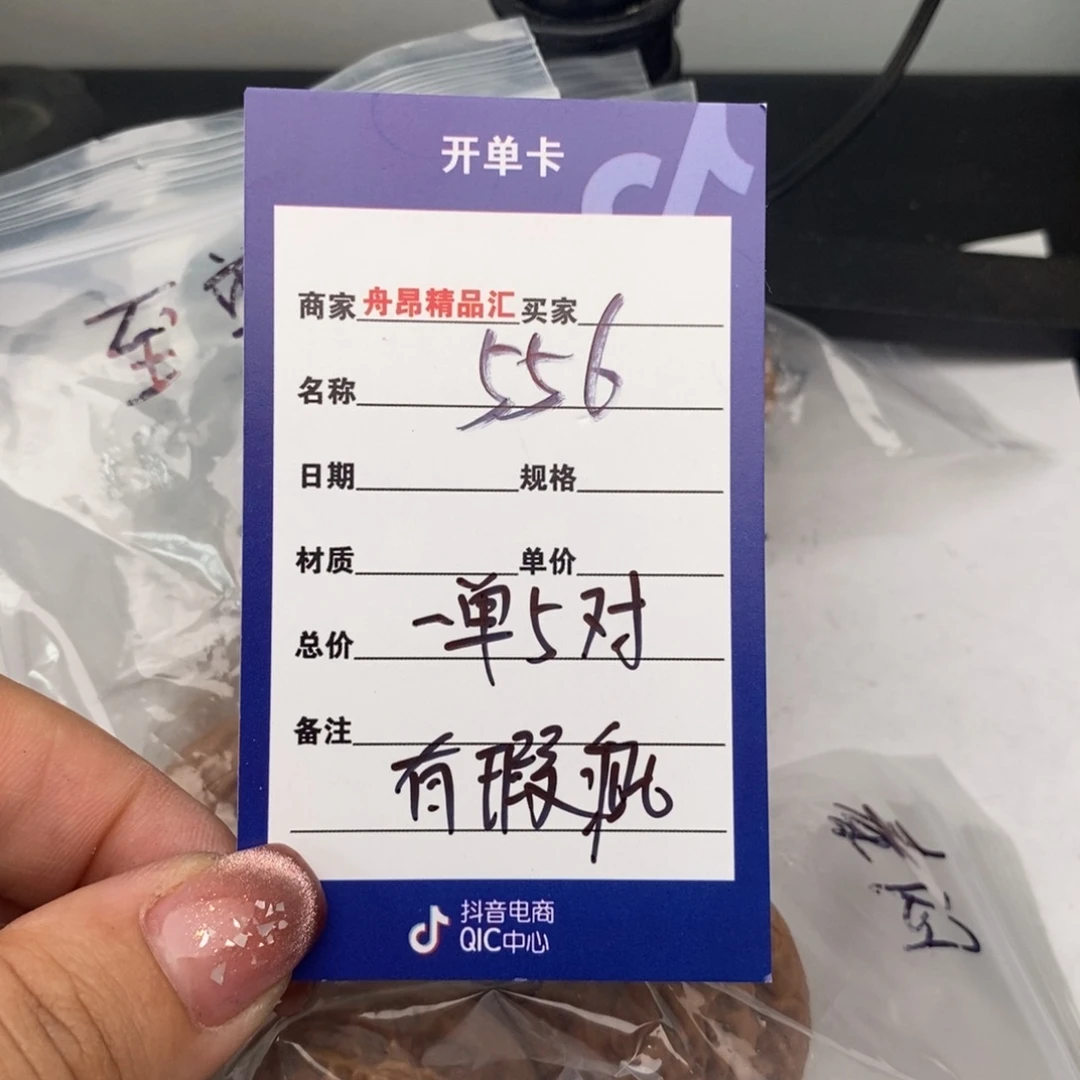 开单卡
商家 舟昂精品汇 买家
556
名称
日期 规格
材质 单价
一单5对
总价
备注
有瑕疵
抖音电商
QIC中心
至